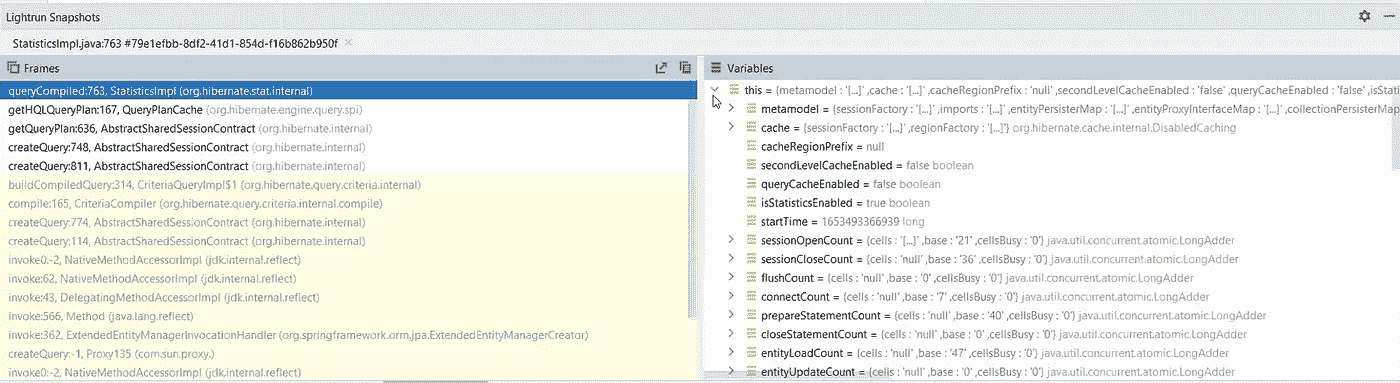 Lightrun Snapshots
StatisticsImpl.java:763 #79e1efbb-8df2-41d1-854d-f16b862b950f
Frames
queryCompiled:763, StatisticsImpl (org.hibernate.stat.internal)
getHQLQueryPlan:167, QueryPlanCache (org.hibernate.engine.query.spi)
getQueryPlan:636, AbstractSharedSessionContract (org.hibernate.internal)
createQuery:748, AbstractSharedSessionContract (org.hibernate.internal)
createQuery:811, AbstractSharedSessionContract (org.hibernate.internal)
buildCompiledQuery:314, CriteriaQueryImpl$1 (org.hibernate.query.criteria.internal)
compile:165, CriteriaCompiler (org.hibernate.query.criteria.internal.compile)
createQuery:774, AbstractSharedSessionContract (org.hibernate.internal)
createQuery:114, AbstractSharedSessionContract (org.hibernate.internal)
invoke0:-2, NativeMethodAccessorImpl (jdk.internal.reflect)
invoke:62, NativeMethodAccessorImpl (jdk.internal.reflect)
invoke:43, DelegatingMethodAccessorImpl (jdk.internal.reflect)
invoke:566, Method (java.lang.reflect)
invoke:362, ExtendedEntityManagerInvocationHandler (org.springframework.orm.jpa.ExtendedEntityManagerCreator)
createQuery:-1, Proxy135 (com.sun.proxy.)
invoke0:-2, NativeMethodAccessorImpl (jdk.internal.reflect)
Variables
this = {metamodel : '[...]' ,cache : '[...]' ,cacheRegionPrefix : 'null' ,secondLevelCacheEnabled : 'false' ,queryCacheEnabled : 'false' ,isStati
metamodel = {sessionFactory : '[...]' ,imports : '[...]' ,entityPersisterMap : '[...]' ,entityProxyInterfaceMap : '[...]' ,collectionPersisterMap
cache = {sessionFactory : '[...]' ,regionFactory : '[...]'} org.hibernate.cache.internal.DisabledCaching
cacheRegionPrefix = null
secondLevelCacheEnabled = false boolean
queryCacheEnabled = false boolean
isStatisticsEnabled = true boolean
startTime = 1653493366939 long
sessionOpenCount = {cells : '[...]' ,base : '21' ,cellsBusy : '0'} java.util.concurrent.atomic.LongAdder
sessionCloseCount = {cells : 'null' ,base : '36' ,cellsBusy : '0'} java.util.concurrent.atomic.LongAdder
flushCount = {cells : 'null' ,base : '0' ,cellsBusy : '0'} java.util.concurrent.atomic.LongAdder
connectCount = {cells : 'null' ,base : '7' ,cellsBusy : '0'} java.util.concurrent.atomic.LongAdder
prepareStatementCount = {cells : 'null' ,base : '40' ,cellsBusy : '0'} java.util.concurrent.atomic.LongAdder
closeStatementCount = {cells : 'null' ,base : '0' ,cellsBusy : '0'} java.util.concurrent.atomic.LongAdder
entityLoadCount = {cells : 'null' ,base : '47' ,cellsBusy : '0'} java.util.concurrent.atomic.LongAdder
entityUpdateCount = {cells : 'null' ,base : '0' ,cellsBusy : '0'} java.util.concurrent.atomic.LongAdder